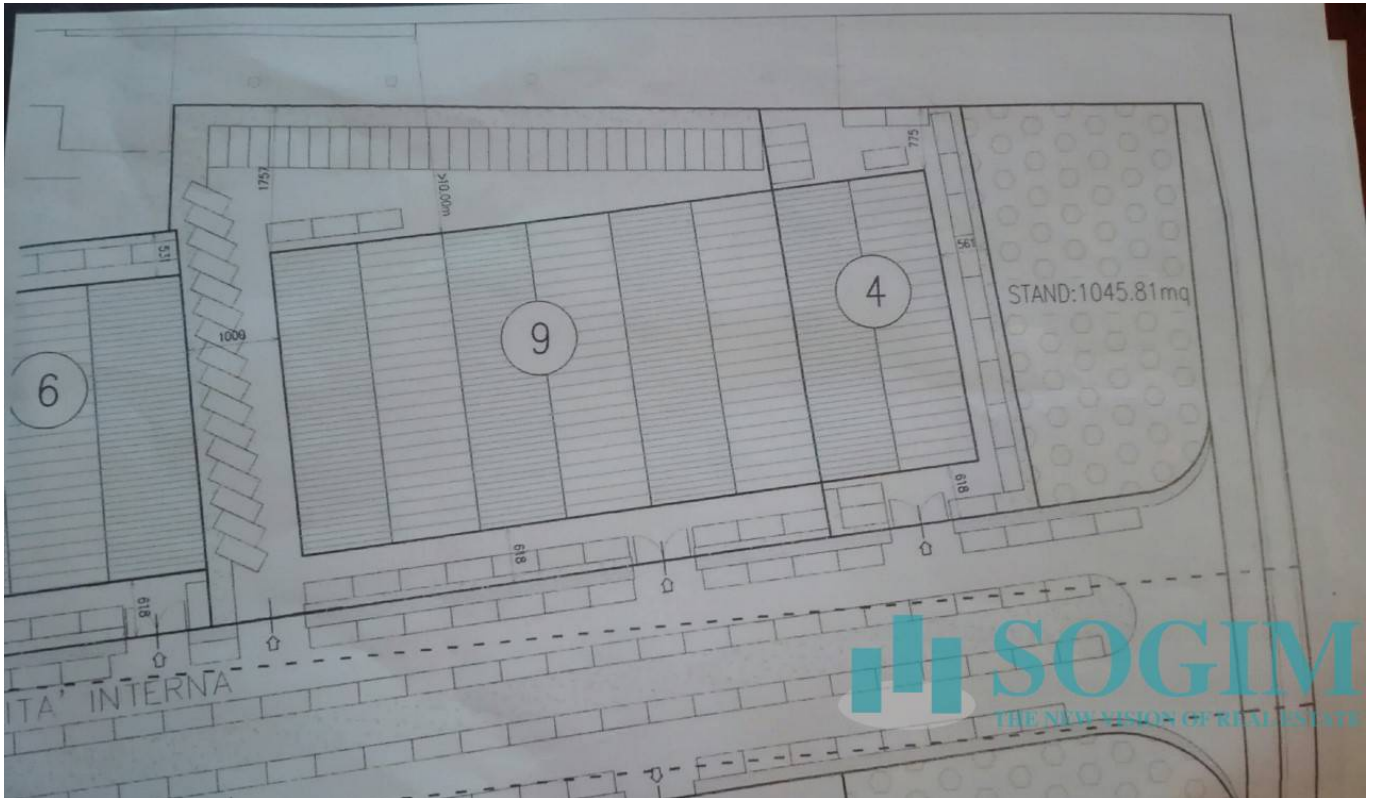 1757
>10.00m
775
531
561
4
STAND:1045.81mq
1009
9
6
618
618
618
ITA' INTERNA
SOGIM
THE NEW VISION OF REAL ESTATE